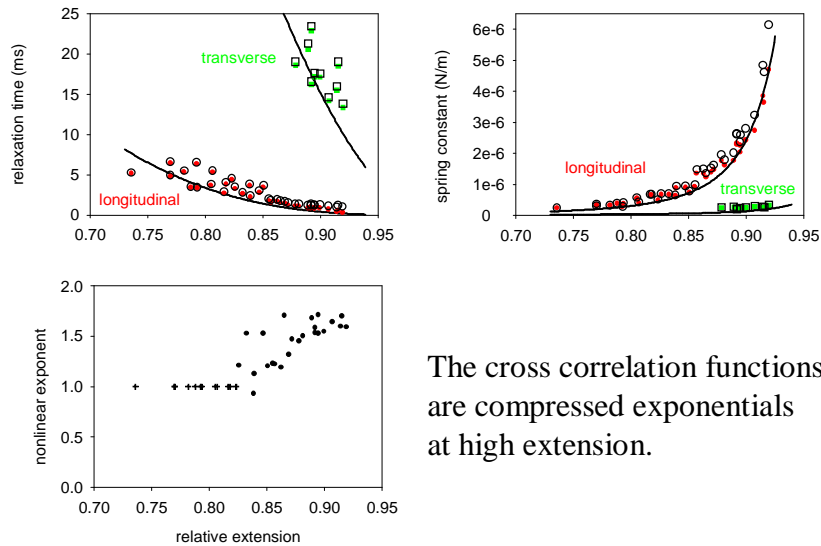 25
20
15
10
5
0
relaxation time (ms)
transverse
longitudinal
0.70 0.75 0.80 0.85 0.90 0.95
6e-6
5e-6
4e-6
3e-6
2e-6
1e-6
0
spring constant (N/m)
longitudinal
transverse
0.70 0.75 0.80 0.85 0.90 0.95
2.0
1.5
1.0
0.5
0.0
nonlinear exponent
0.70 0.75 0.80 0.85 0.90 0.95
relative extension
The cross correlation functions
are compressed exponentials
at high extension.